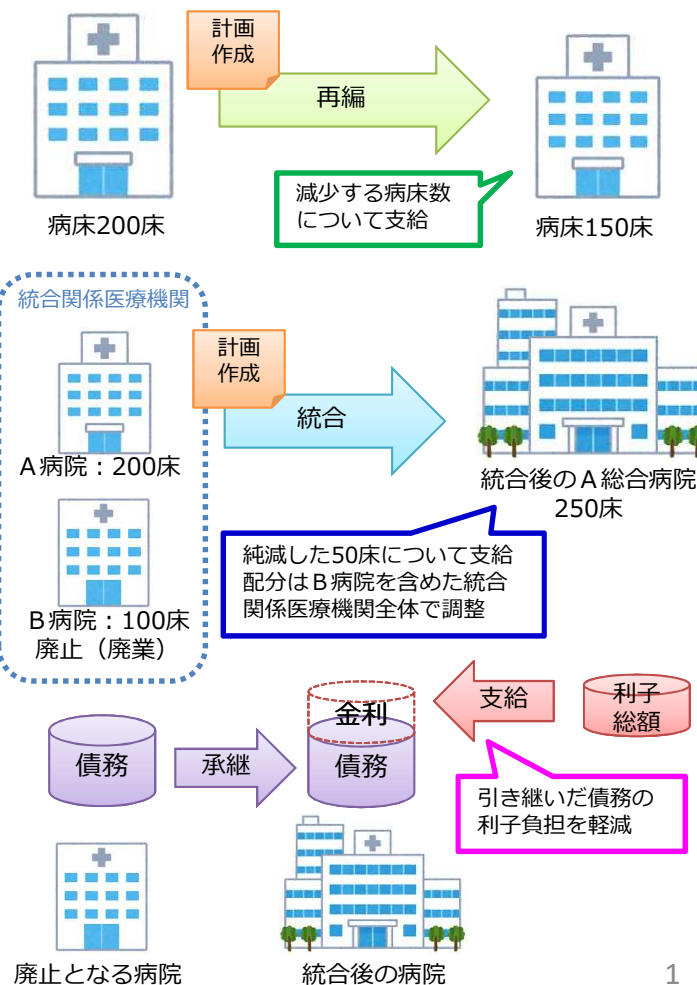 計画
作成
再編
減少する病床数
について支給
病床200床
病床150床
統合関係医療機関
計画
作成
統合
A病院：200床
B病院：100床
廃止（廃業）
統合後のA総合病院
250床
純減した50床について支給
配分はB病院を含めた統合
関係医療機関全体で調整
債務
承継
金利
債務
支給
利子
総額
引き継いだ債務の
利子負担を軽減
廃止となる病院
統合後の病院
1